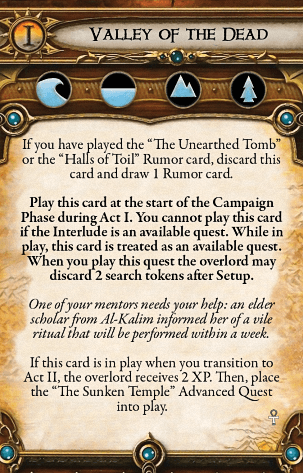 I
Valley of the Dead
If you have played the “The Unearthed Tomb”
or the “Halls of Toil” Rumor card, discard this
card and draw 1 Rumor card.
Play this card at the start of the Campaign
Phase during Act I. You cannot play this card
if the Interlude is an available quest. While in
play, this card is treated as an available quest.
When you play this quest the overlord may
discard 2 search tokens after Setup.
One of your mentors needs your help: an elder
scholar from Al-Kalim informed her of a vile
ritual that will be performed within a week.
If this card is in play when you transition to
Act II, the overlord receives 2 XP. Then, place
the “The Sunken Temple” Advanced Quest
into play.